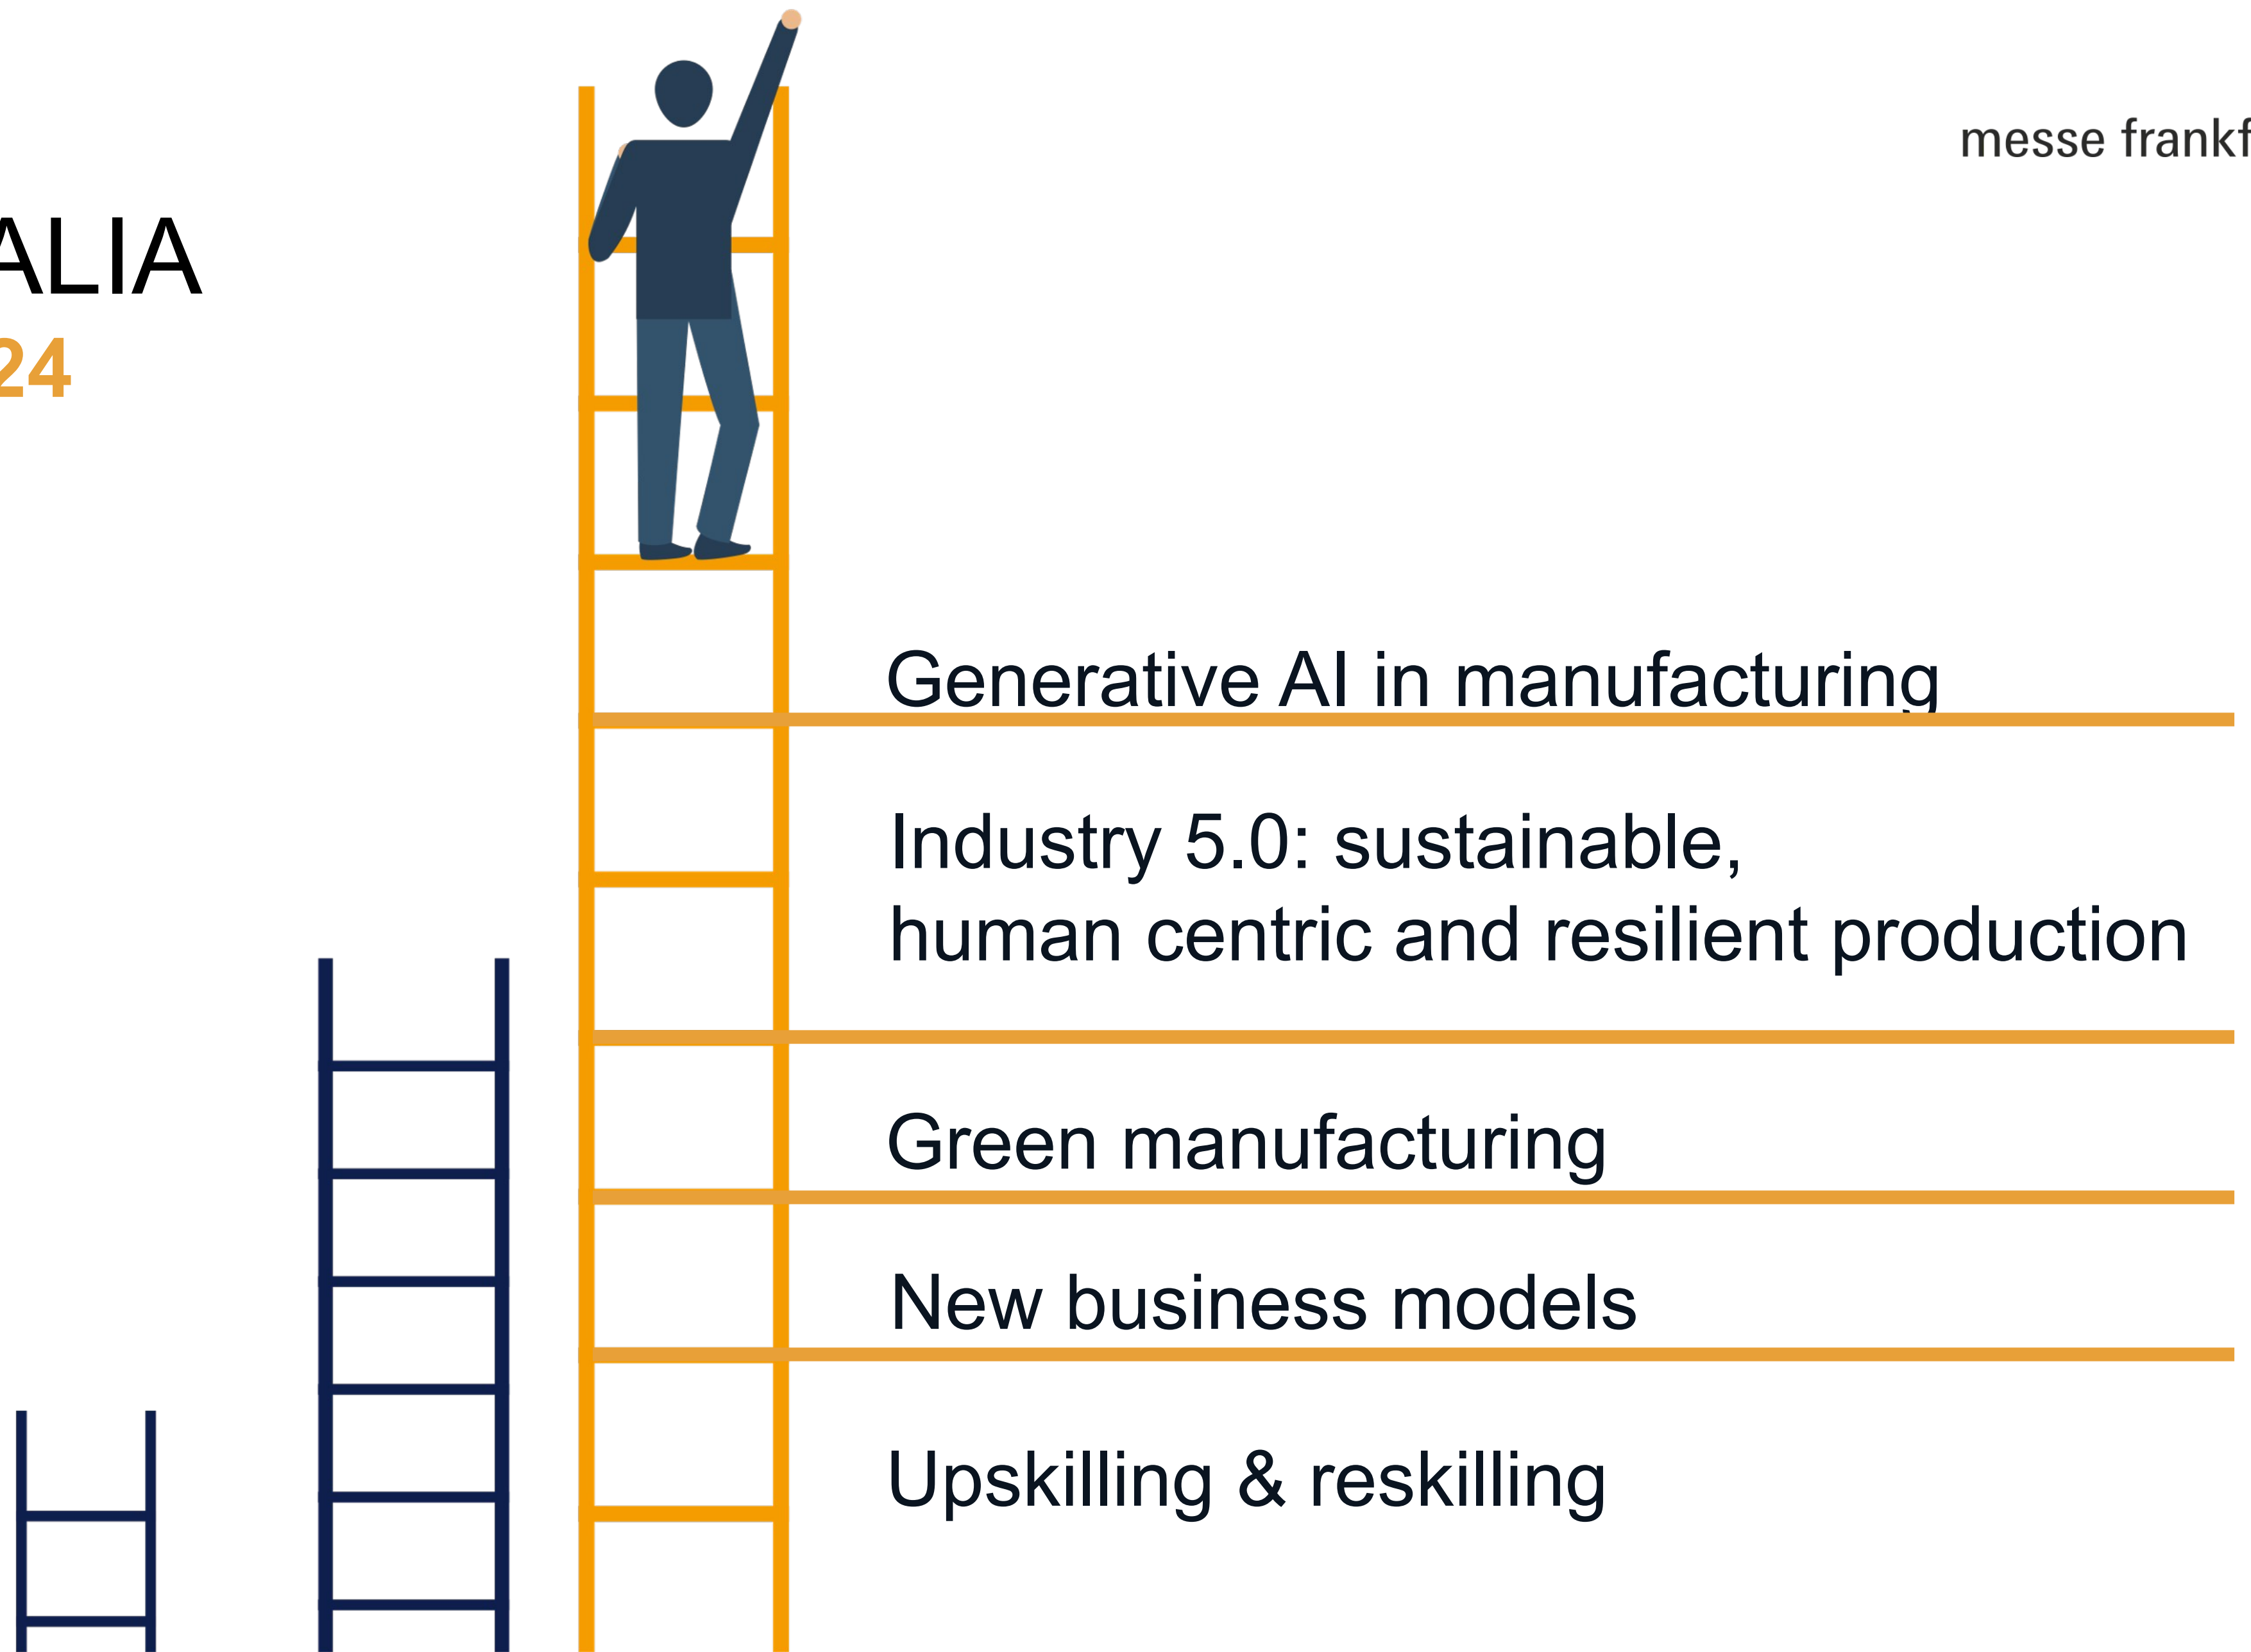 messe frankf
ALIA
24
Generative AI in manufacturing
Industry 5.0: sustainable,
human centric and resilient production
Green manufacturing
New business models
Upskilling & reskilling